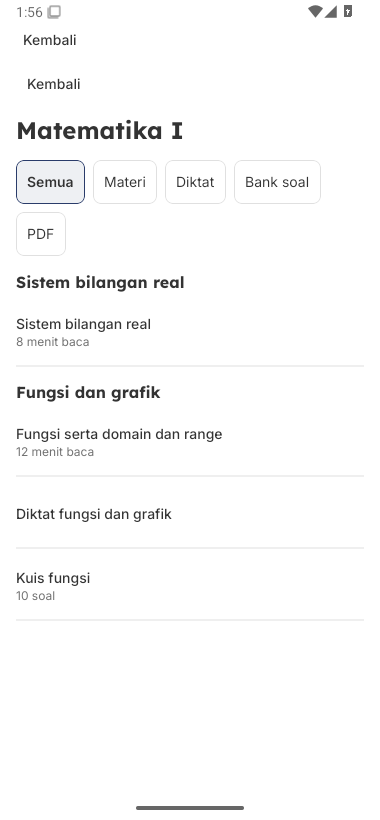 1:56
Kembali
Kembali
Matematika I
Semua Materi Diktat Bank soal
PDF
Sistem bilangan real
Sistem bilangan real
8 menit baca
Fungsi dan grafik
Fungsi serta domain dan range
12 menit baca
Diktat fungsi dan grafik
Kuis fungsi
10 soal